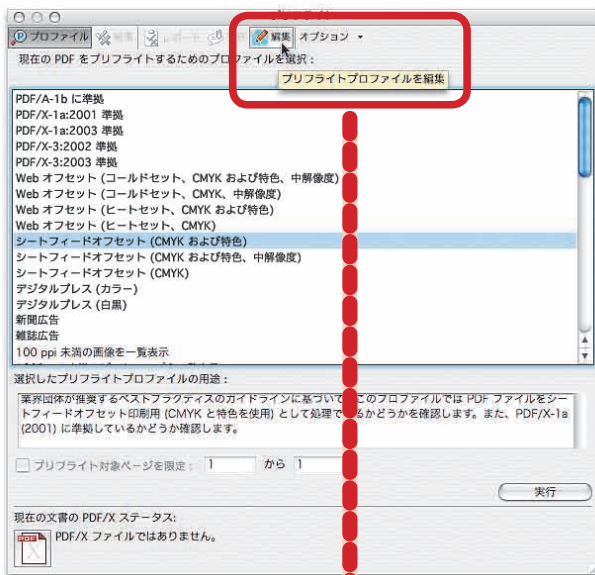 プロファイル 編集 オプション
現在の PDF をプリフライトするためのプロファイルを選択：
プリフライトプロファイルを編集
PDF/A-1b に準拠
PDF/X-1a:2001 準拠
PDF/X-1a:2003 準拠
PDF/X-3:2002 準拠
PDF/X-3:2003 準拠
Web オフセット (コールドセット、CMYK および特色、中解像度)
Web オフセット (コールドセット、CMYK、中解像度)
Web オフセット (ヒートセット、CMYK および特色)
Web オフセット (ヒートセット、CMYK)
シートフィードオフセット (CMYK および特色)
シートフィードオフセット (CMYK および特色、中解像度)
シートフィードオフセット (CMYK)
デジタルプレス (カラー)
デジタルプレス (白黒)
新聞広告
雑誌広告
100 ppi 未満の画像を一覧表示
選択したプリフライトプロファイルの用途：
業界団体が推奨するベストプラクティスのガイドラインに基づいて、このプロファイルでは PDF ファイルをシー
トフィードオフセット印刷用 (CMYK と特色を使用) として処理できるかどうかを確認します。また、PDF/X-1a
(2001) に準拠しているかどうか確認します。
プリフライト対象ページを限定： 1 から 1
実行
現在の文書の PDF/X ステータス:
PDF/X ファイルではありません。